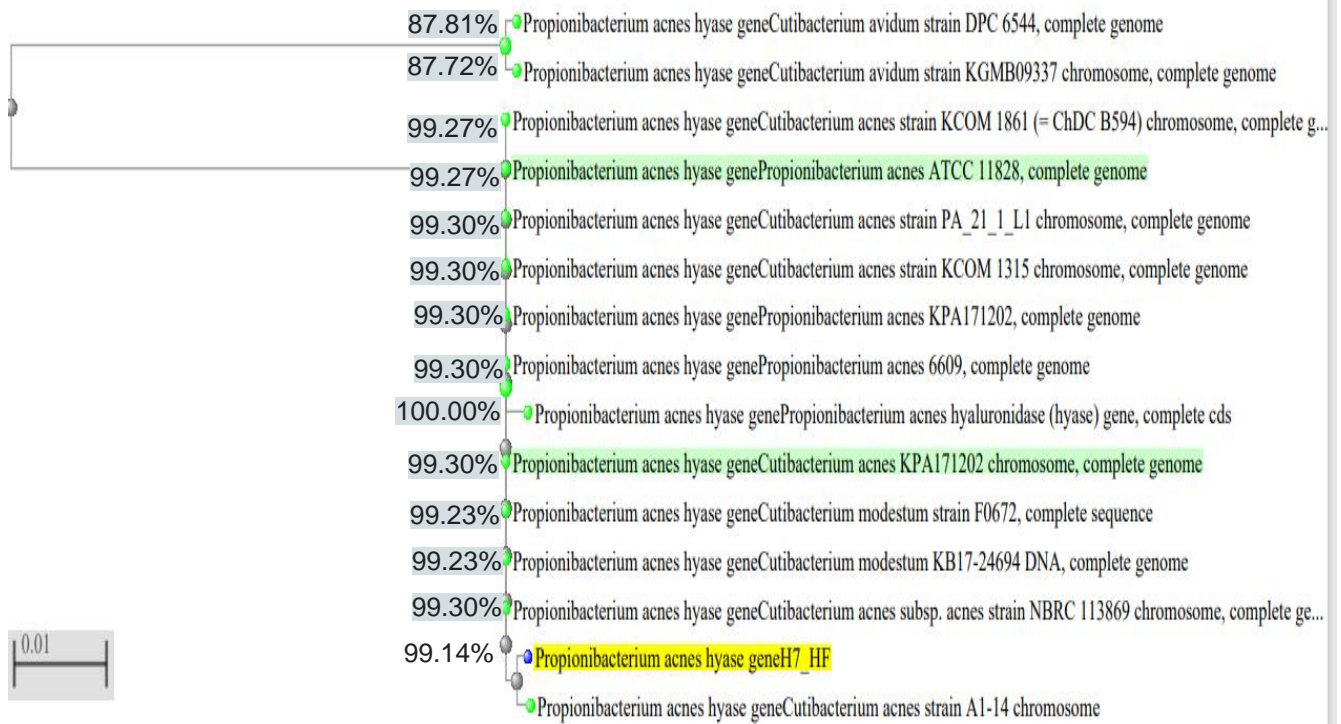 87.81% Propionibacterium acnes hyase geneCutibacterium avidum strain DPC 6544, complete genome
87.72% Propionibacterium acnes hyase geneCutibacterium avidum strain KGMB09337 chromosome, complete genome
99.27% Propionibacterium acnes hyase geneCutibacterium acnes strain KCOM 1861 (= ChDC B594) chromosome, complete g...
99.27% Propionibacterium acnes hyase genePropionibacterium acnes ATCC 11828, complete genome
99.30% Propionibacterium acnes hyase geneCutibacterium acnes strain PA_21_1_L1 chromosome, complete genome
99.30% Propionibacterium acnes hyase geneCutibacterium acnes strain KCOM 1315 chromosome, complete genome
99.30% Propionibacterium acnes hyase genePropionibacterium acnes KPA171202, complete genome
99.30% Propionibacterium acnes hyase genePropionibacterium acnes 6609, complete genome
100.00% Propionibacterium acnes hyase genePropionibacterium acnes hyaluronidase (hyase) gene, complete cds
99.30% Propionibacterium acnes hyase geneCutibacterium acnes KPA171202 chromosome, complete genome
99.23% Propionibacterium acnes hyase geneCutibacterium modestum strain F0672, complete sequence
99.23% Propionibacterium acnes hyase geneCutibacterium modestum KB17-24694 DNA, complete genome
99.30% Propionibacterium acnes hyase geneCutibacterium acnes subsp. acnes strain NBRC 113869 chromosome, complete ge...
0.01
99.14% Propionibacterium acnes hyase geneH7_HF
Propionibacterium acnes hyase geneCutibacterium acnes strain A1-14 chromosome